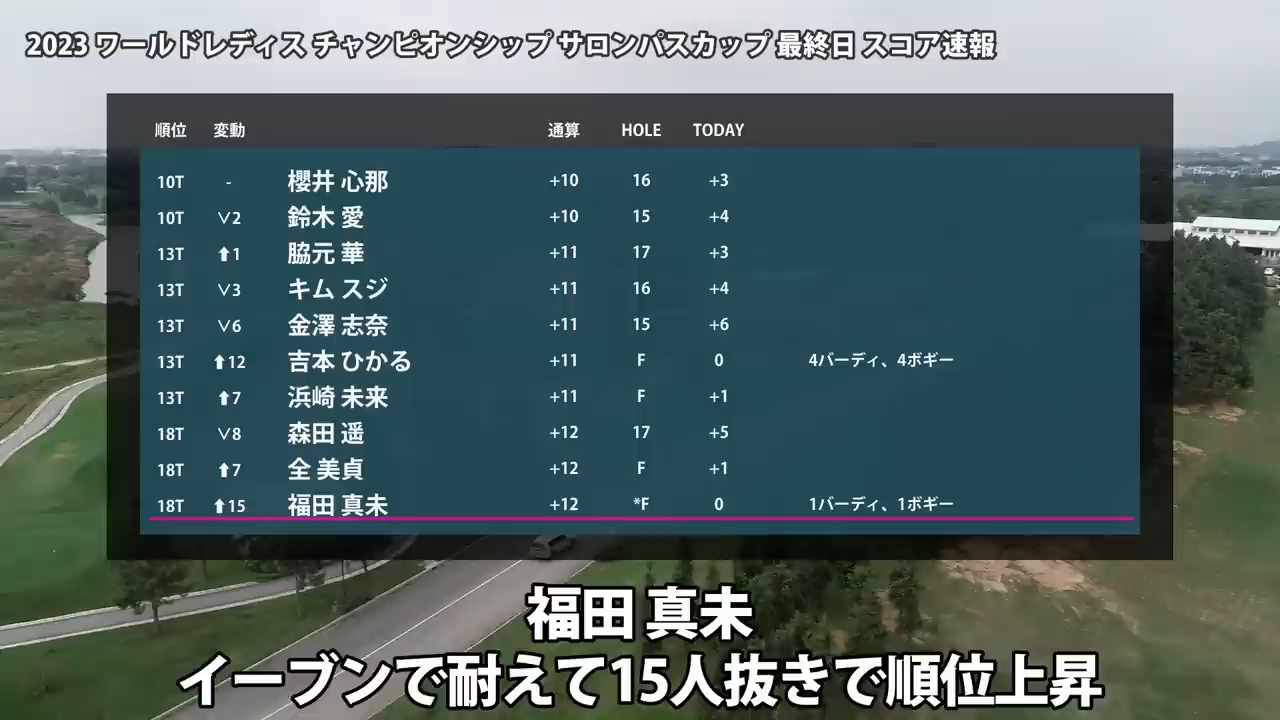 2023 ワールドレディス チャンピオンシップ サロンパスカップ 最終日 スコア速報
順位 変動 通算 HOLE TODAY
10T - 櫻井 心那 +10 16 +3
10T ∨2 鈴木 愛 +10 15 +4
13T ⬆1 脇元 華 +11 17 +3
13T ∨3 キム スジ +11 16 +4
13T ∨6 金澤 志奈 +11 15 +6
13T ⬆12 吉本 ひかる +11 F 0 4バーディ、4ボギー
13T ⬆7 浜崎 未来 +11 F +1
18T ∨8 森田 遥 +12 17 +5
18T ⬆7 全 美貞 +12 F +1
18T ⬆15 福田 真未 +12 *F 0 1バーディ、1ボギー
福田 真未
イーブンで耐えて15人抜きで順位上昇